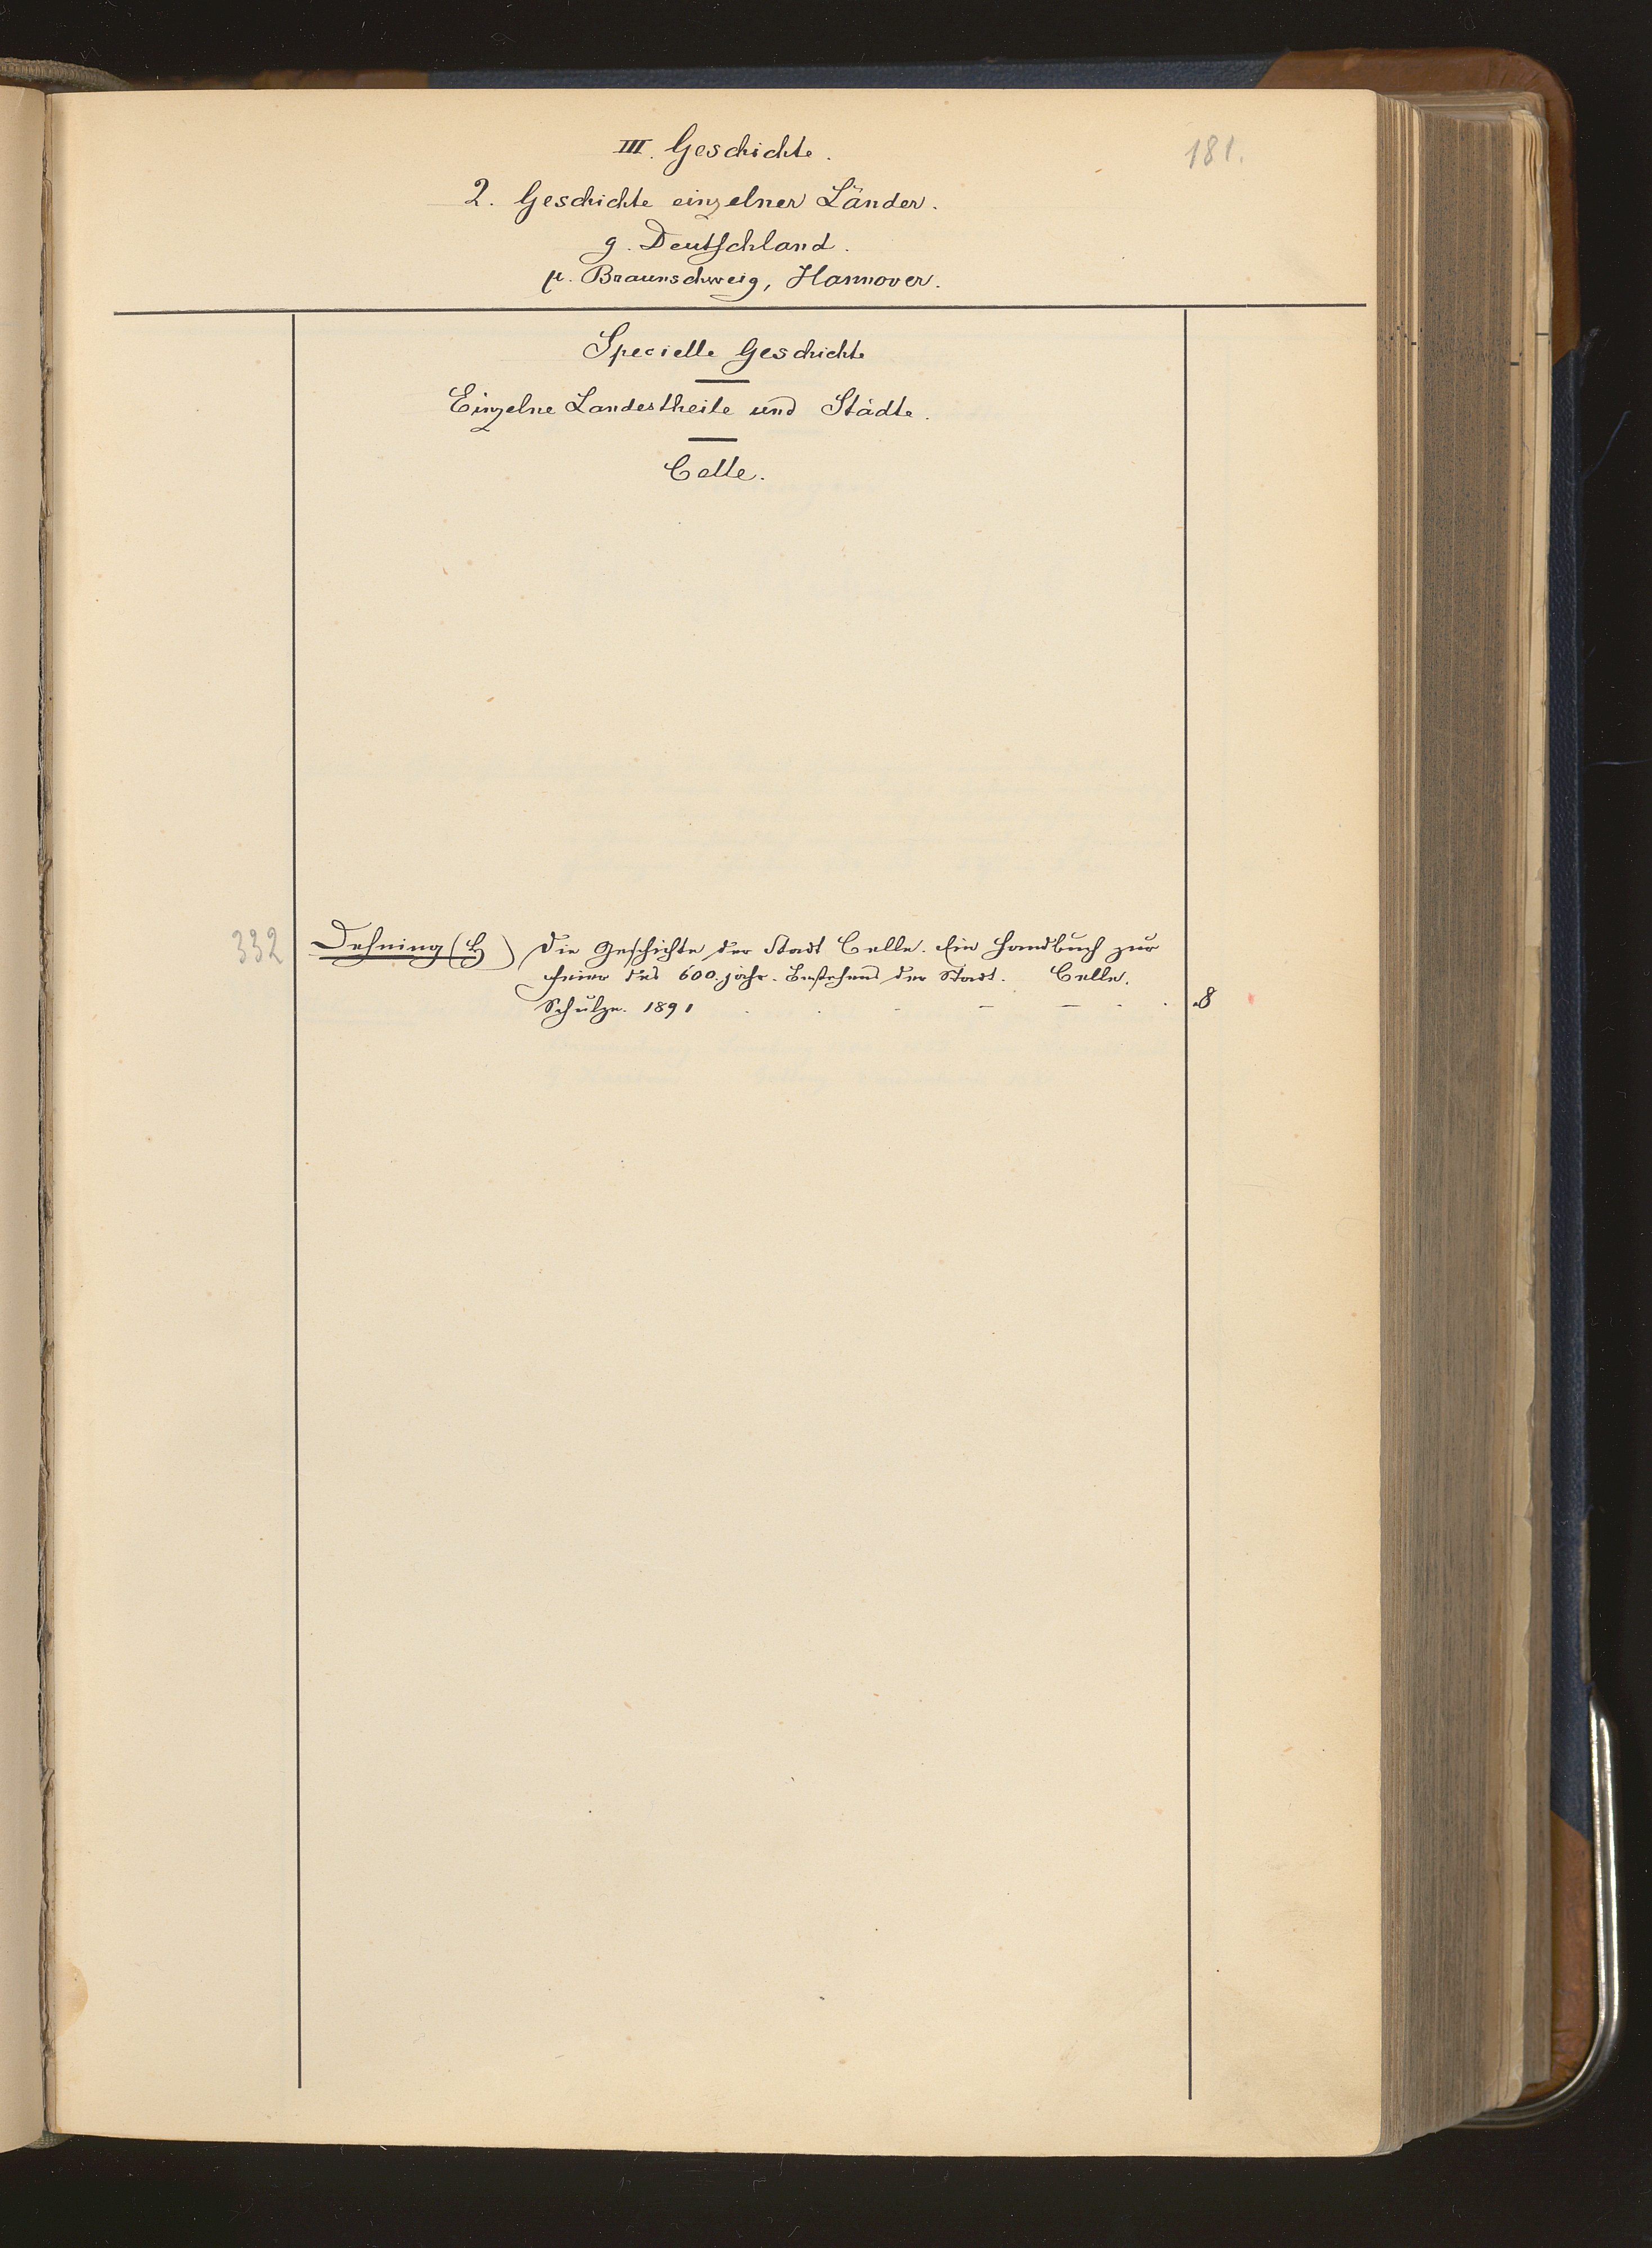 III. Geschichte.
181.
2. Geschichte einzelner Länder.
g. Deutschland.
µ. Braunschweig, Hannover.
Specielle Geschichte
Einzelne Landestheile und Städte.
Celle.
332 Dehning (H) Die Geschichte der Stadt Celle. Ein Handbuch zur
Feier des 600. jähr. Bestehens der Stadt. Celle.
Schulze. 1891 . . - - - . . 8